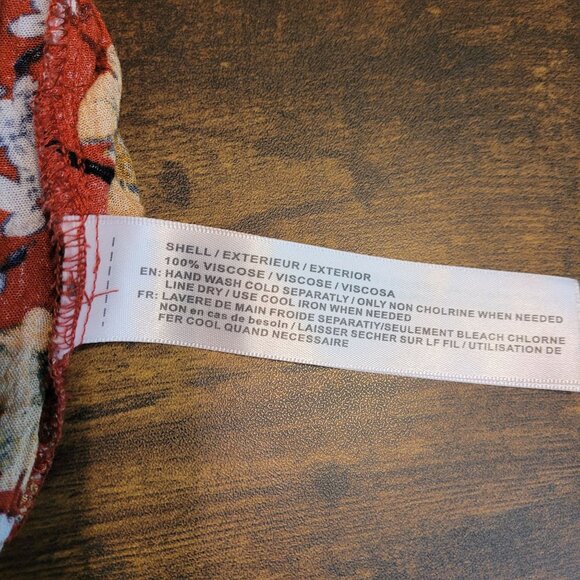 SHELL / EXTERIEUR / EXTERIOR
100% VISCOSE / VISCOSE / VISCOSA
EN: HAND WASH COLD SEPARATLY / ONLY NON CHOLRINE WHEN NEEDED
LINE DRY / USE COOL IRON WHEN NEEDED
FR: LAVERE DE MAIN FROIDE SEPARATIY/SEULEMENT BLEACH CHLORNE
NON en cas de besoln / LAISSER SECHER SUR LF FIL / UTILISATION DE
FER COOL QUAND NECESSAIRE